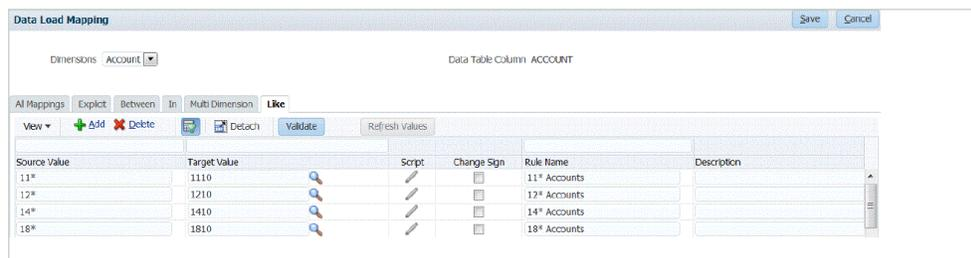 Data Load Mapping Save Cancel
Dimensions Account Data Table Column ACCOUNT
All Mappings Explicit Between In Multi Dimension Like
View Add Delete Detach Validate Refresh Values
Source Value Target Value Script Change Sign Rule Name Description
11* 1110 11* Accounts
12* 1210 12* Accounts
14* 1410 14* Accounts
18* 1810 18* Accounts